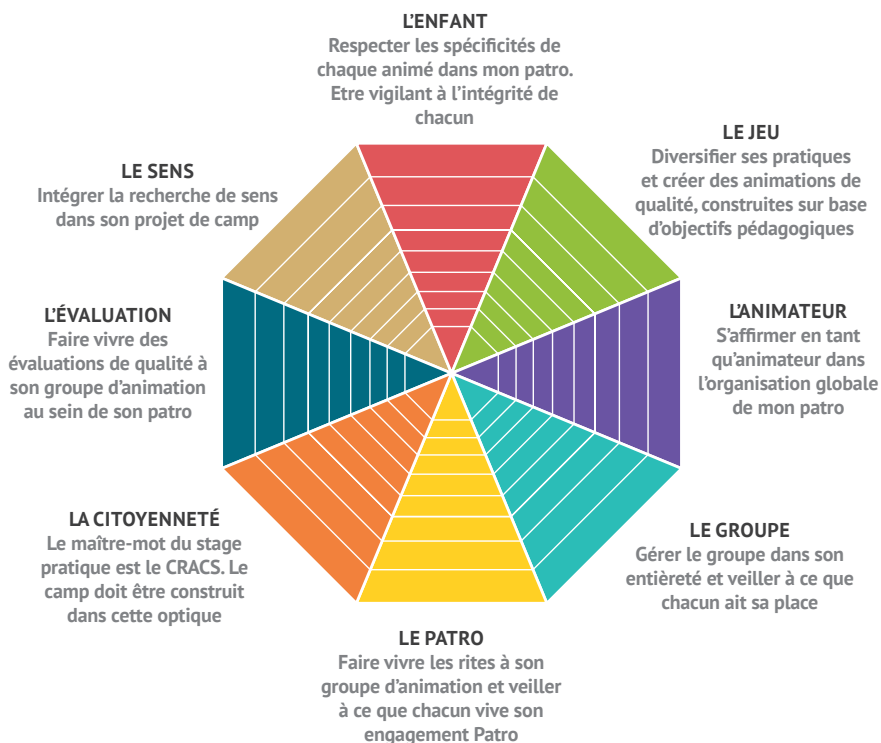 L'ENFANT
Respecter les spécificités de
chaque animé dans mon patro.
Etre vigilant à l'intégrité de
chacun
LE JEU
Diversifier ses pratiques
et créer des animations de
qualité, construites sur base
d'objectifs pédagogiques
L'ANIMATEUR
S'affirmer en tant
qu'animateur dans
l'organisation globale
de mon patro
LE GROUPE
Gérer le groupe dans son
entièreté et veiller à ce que
chacun ait sa place
LE PATRO
Faire vivre les rites à son
groupe d'animation et veiller
à ce que chacun vive son
engagement Patro
LA CITOYENNETÉ
Le maître-mot du stage
pratique est le CRACS. Le
camp doit être construit
dans cette optique
L'ÉVALUATION
Faire vivre des
évaluations de qualité à
son groupe d'animation
au sein de son patro
LE SENS
Intégrer la recherche de sens
dans son projet de camp